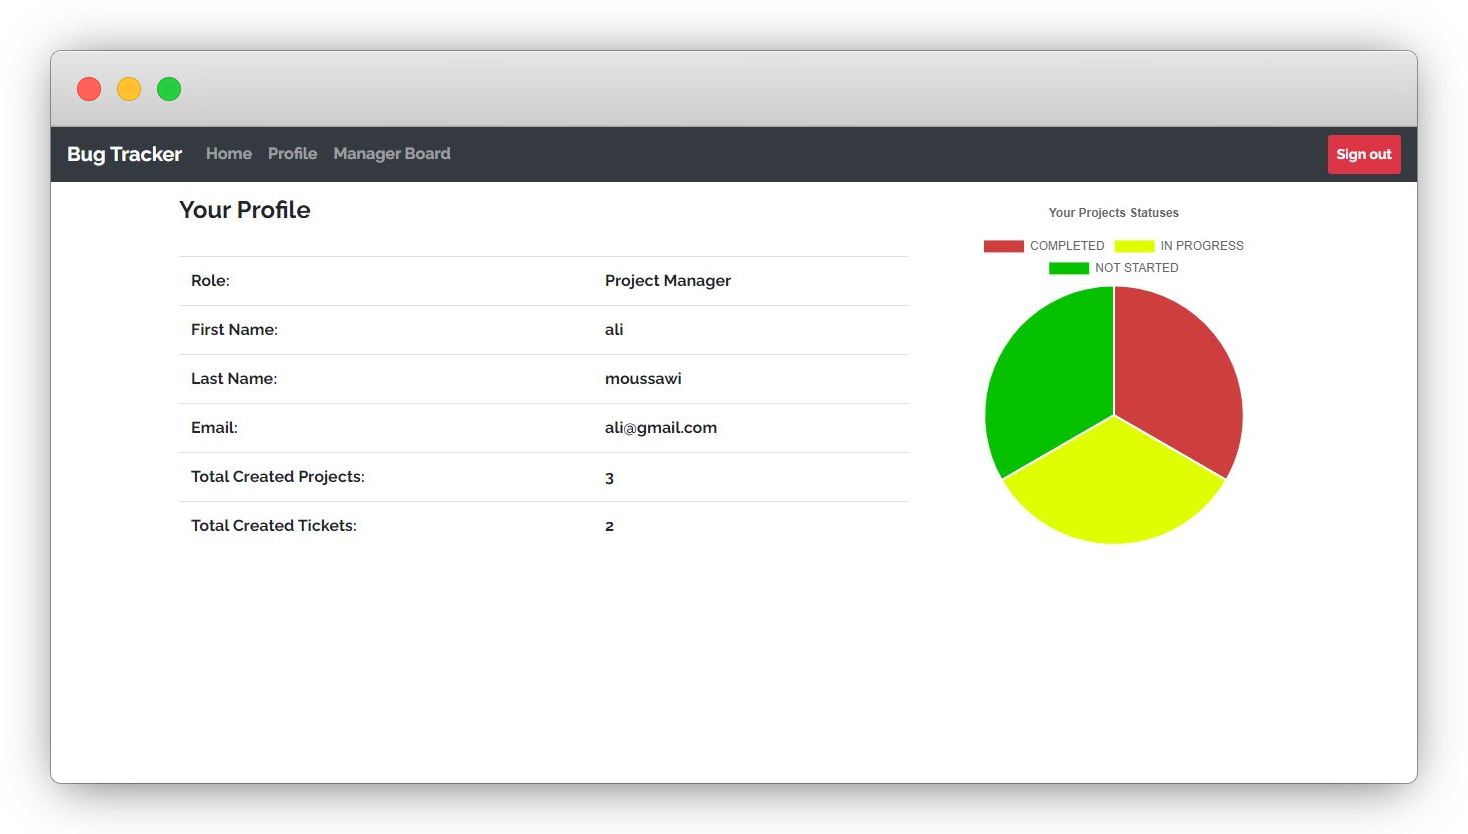 Bug Tracker Home Profile Manager Board Sign out
Your Profile
Role: Project Manager
First Name: ali
Last Name: moussawi
Email: ali@gmail.com
Total Created Projects: 3
Total Created Tickets: 2
Your Projects Statuses
COMPLETED IN PROGRESS
NOT STARTED